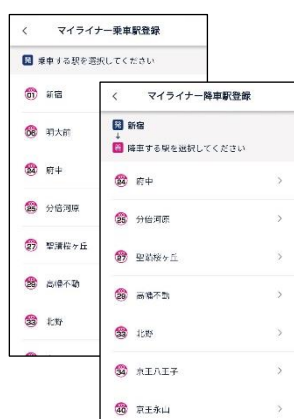 マイライナー乗車駅登録
発 乗車する駅を選択してください
01 新宿
06 明大前
24 府中
25 分倍河原
27 聖蹟桜ヶ丘
29 高幡不動
33 北野
マイライナー降車駅登録
発 新宿
↓
着 降車する駅を選択してください
24 府中
25 分倍河原
27 聖蹟桜ヶ丘
29 高幡不動
33 北野
34 京王八王子
40 京王永山